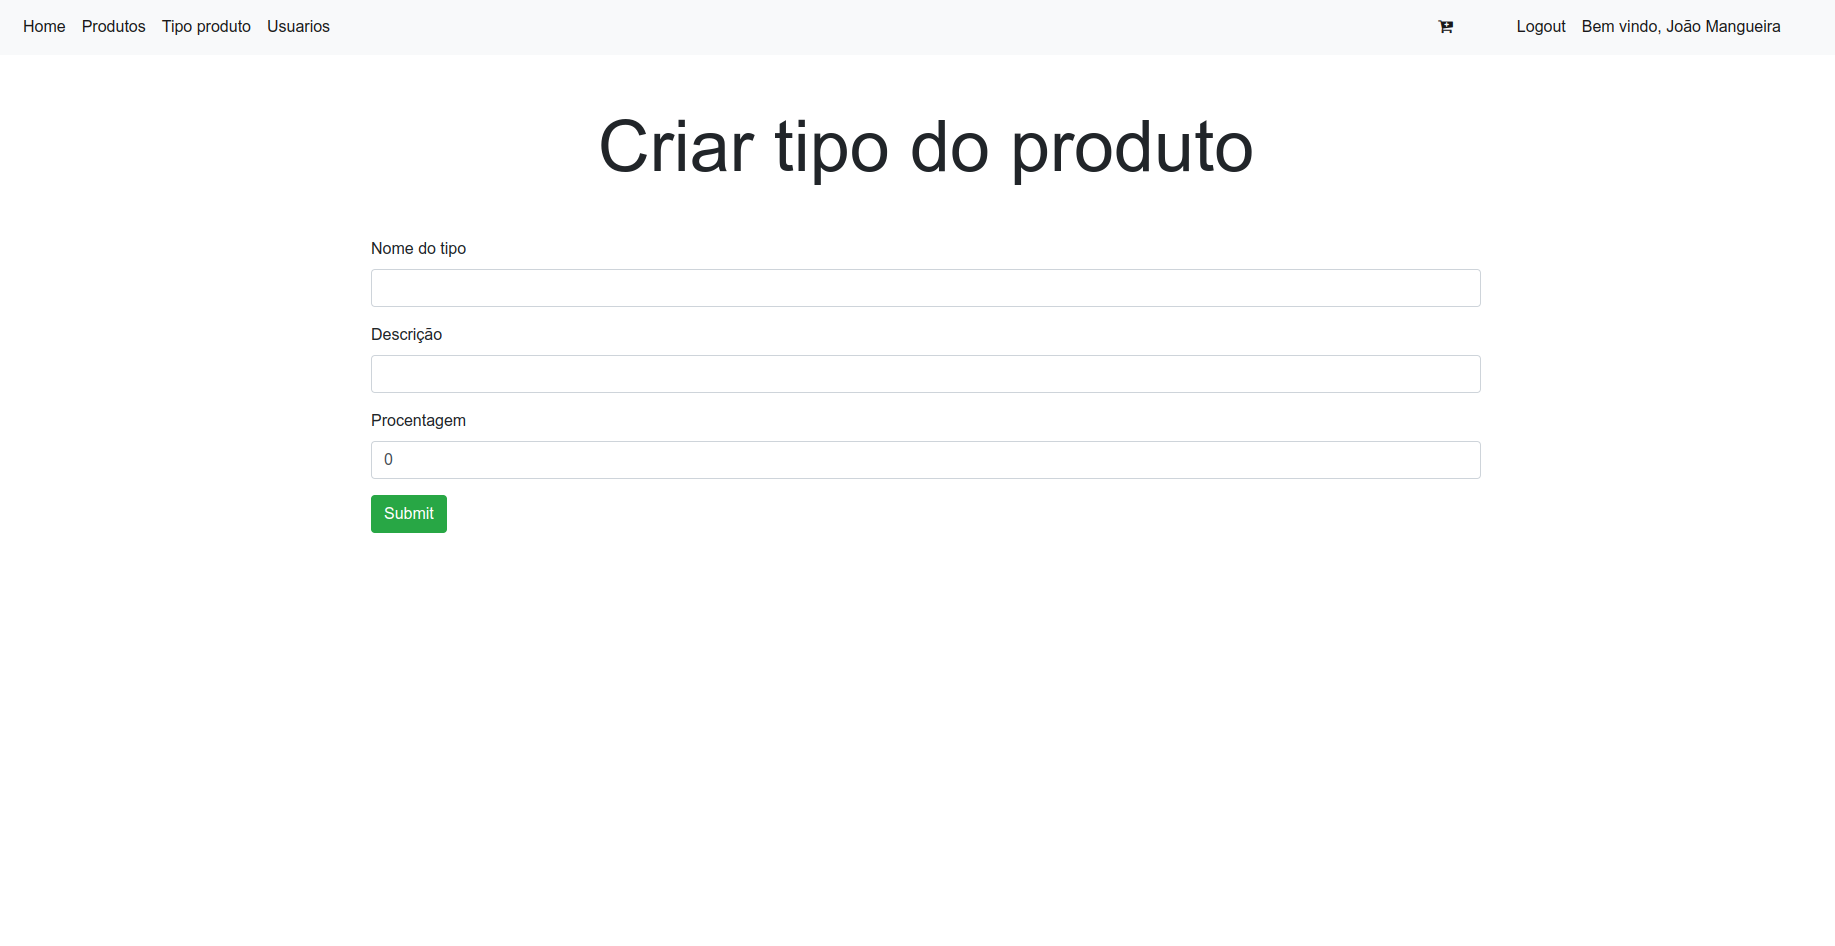 Home Produtos Tipo produto Usuarios Logout Bem vindo, João Mangueira
Criar tipo do produto
Nome do tipo
Descrição
Procentagem
0
Submit